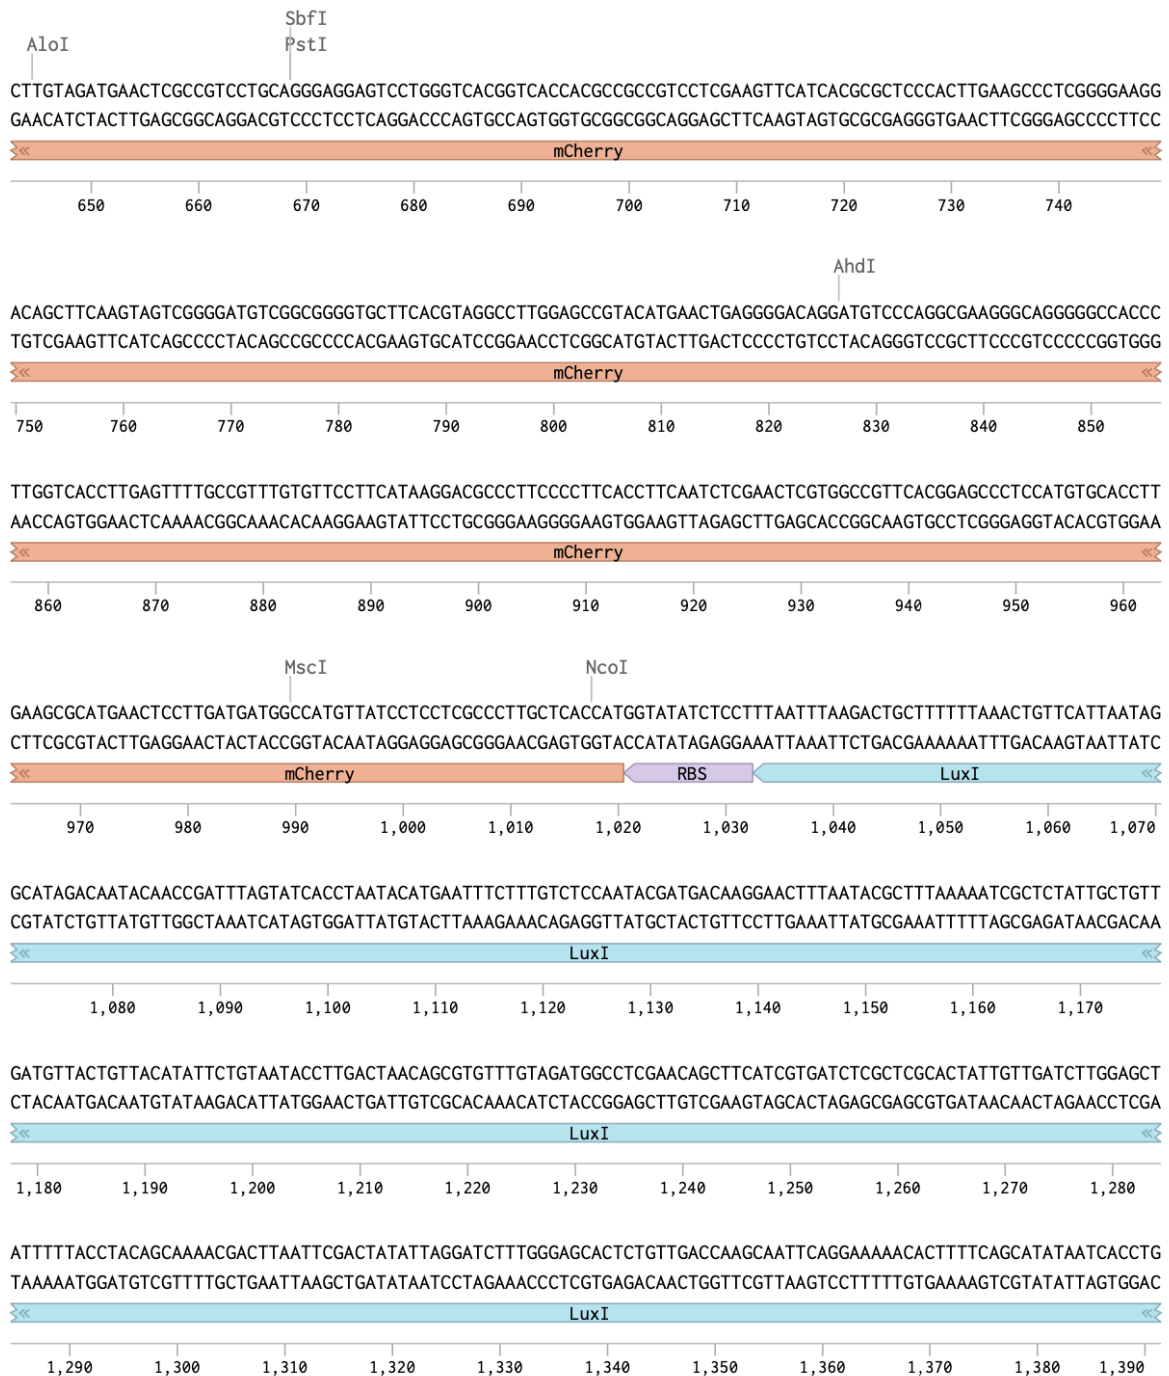 SbfI
AloI PstI
CTTGTAGATGAACTCGCCGTCCTGCAGGGAGGAGTCCTGGGTCACGGTCACCACGCCGCCGTCCTCGAAGTTCATCACGCGCTCCCACTTGAAGCCCTCGGGGAAGG
GAACATCTACTTGAGCGGCAGGACGTCCCTCCTCAGGACCCAGTGCCAGTGGTGCGGCGGCAGGAGCTTCAAGTAGTGCGCGAGGGTGAACTTCGGGAGCCCCTTCC
mCherry
650 660 670 680 690 700 710 720 730 740
AhdI
ACAGCTTCAAGTAGTCGGGGATGTCGGCGGGGTGCTTCACGTAGGCCTTGGAGCCGTACATGAACTGAGGGGACAGGATGTCCCAGGCGAAGGGCAGGGGGCCACCC
TGTCGAAGTTCATCAGCCCCTACAGCCGCCCCACGAAGTGCATCCGGAACCTCGGCATGTACTTGACTCCCCTGTCCTACAGGGTCCGCTTCCCGTCCCCCGGTGGG
mCherry
750 760 770 780 790 800 810 820 830 840 850
TTGGTCACCTTGAGTTTTGCCGTTTGTGTTCCTTCATAAGGACGCCCTTCCCCTTCACCTTCAATCTCGAACTCGTGGCCGTTCACGGAGCCCTCCATGTGCACCTT
AACCAGTGGAACTCAAAACGGCAAACACAAGGAAGTATTCCTGCGGGAAGGGGAAGTGGAAGTTAGAGCTTGAGCACCGGCAAGTGCCTCGGGAGGTACACGTGGAA
mCherry
860 870 880 890 900 910 920 930 940 950 960
MscI NcoI
GAAGCGCATGAACTCCTTGATGATGGCCATGTTATCCTCCTCGCCCTTGCTCACCATGGTATATCTCCTTTAATTTAAGACTGCTTTTTTAAACTGTTCATTAATAG
CTTCGCGTACTTGAGGAACTACTACCGGTACAATAGGAGGAGCGGGAACGAGTGGTACCATATAGAGGAAATTAAATTCTGACGAAAAAATTTGACAAGTAATTATC
mCherry RBS LuxI
970 980 990 1,000 1,010 1,020 1,030 1,040 1,050 1,060 1,070
GCATAGACAATACAACCGATTTAGTATCACCTAATACATGAATTTCTTTGTCTCCAATACGATGACAAGGAACTTTAATACGCTTTAAAAATCGCTCTATTGCTGTT
CGTATCTGTTATGTTGGCTAAATCATAGTGGATTATGTACTTAAAGAAACAGAGGTTATGCTACTGTTCCTTGAAATTATGCGAAATTTTTAGCGAGATAACGACAA
LuxI
1,080 1,090 1,100 1,110 1,120 1,130 1,140 1,150 1,160 1,170
GATGTTACTGTTACATATTCTGTAATACCTTGACTAACAGCGTGTTTGTAGATGGCCTCGAACAGCTTCATCGTGATCTCGCTCGCACTATTGTTGATCTTGGAGCT
CTACAATGACAATGTATAAGACATTATGGAACTGATTGTCGCACAAACATCTACCGGAGCTTGTCGAAGTAGCACTAGAGCGAGCGTGATAACAACTAGAACCTCGA
LuxI
1,180 1,190 1,200 1,210 1,220 1,230 1,240 1,250 1,260 1,270 1,280
ATTTTTACCTACAGCAAAACGACTTAATTCGACTATATTAGGATCTTTGGGAGCACTCTGTTGACCAAGCAATTCAGGAAAAACACTTTTCAGCATATAATCACCTG
TAAAAATGGATGTCGTTTTGCTGAATTAAGCTGATATAATCCTAGAAACCCTCGTGAGACAACTGGTTCGTTAAGTCCTTTTTGTGAAAAGTCGTATATTAGTGGAC
LuxI
1,290 1,300 1,310 1,320 1,330 1,340 1,350 1,360 1,370 1,380 1,390